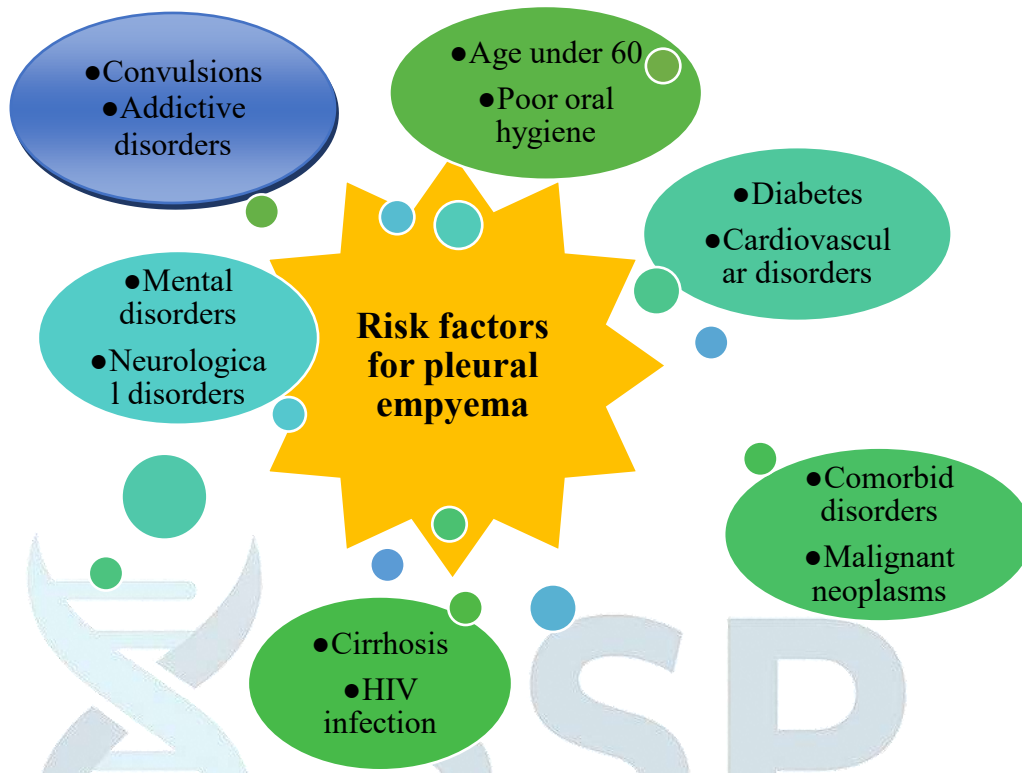 ●Convulsions
●Addictive
disorders
●Age under 60
●Poor oral
hygiene
●Diabetes
●Cardiovascul
ar disorders
●Mental
disorders
●Neurologica
l disorders
Risk factors
for pleural
empyema
●Comorbid
disorders
●Malignant
neoplasms
●Cirrhosis
●HIV
infection
SSP